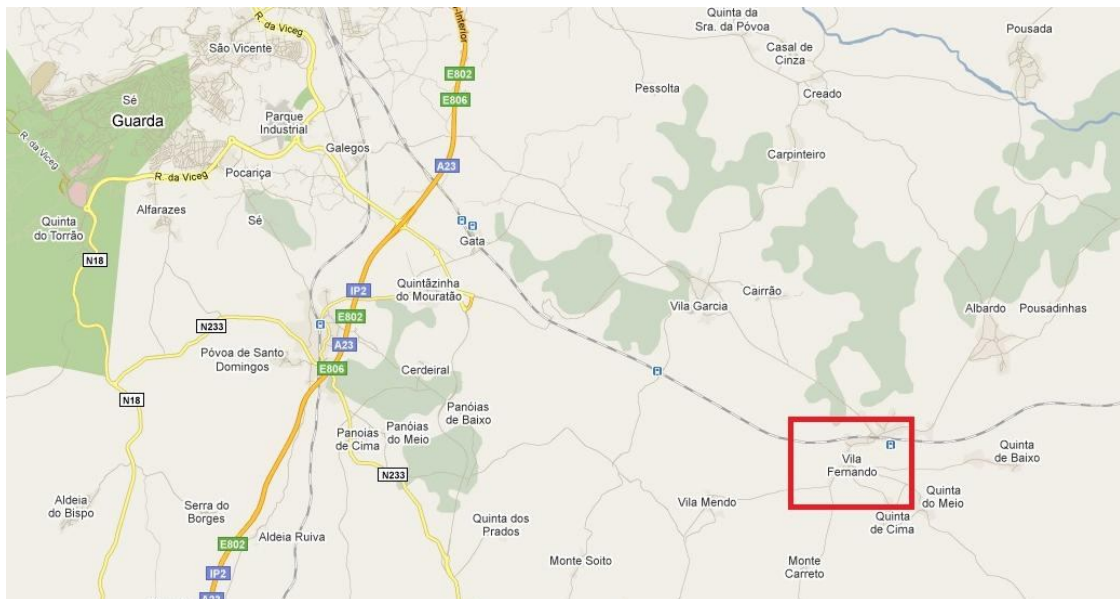 R. da Viceg
São Vicente
Sé
Guarda
Parque
Industrial
Galegos
R. da Viceg
R. da Viceg
Pocariça
Alfarazes
Sé
Quinta
do Torrão
N18
-Interior
E802
E806
A23
Gata
Quintãzinha
do Mouratão
IP2
E802
A23
E806
N233
Póvoa de Santo
Domingos
N18
Cerdeiral
Panóias
de Baixo
Panóias
do Meio
Panoias
de Cima
N233
Aldeia
do Bispo
Serra do
Borges
Aldeia Ruiva
E802
IP2
A23
Quinta dos
Prados
Monte Soito
Quinta da
Sra. da Póvoa
Casal de
Cinza
Creado
Pousada
Pessolta
Carpinteiro
Vila Garcia
Cairrão
Albardo
Pousadinhas
Vila
Fernando
Vila Mendo
Quinta
de Baixo
Quinta
do Meio
Quinta
de Cima
Monte
Carreto